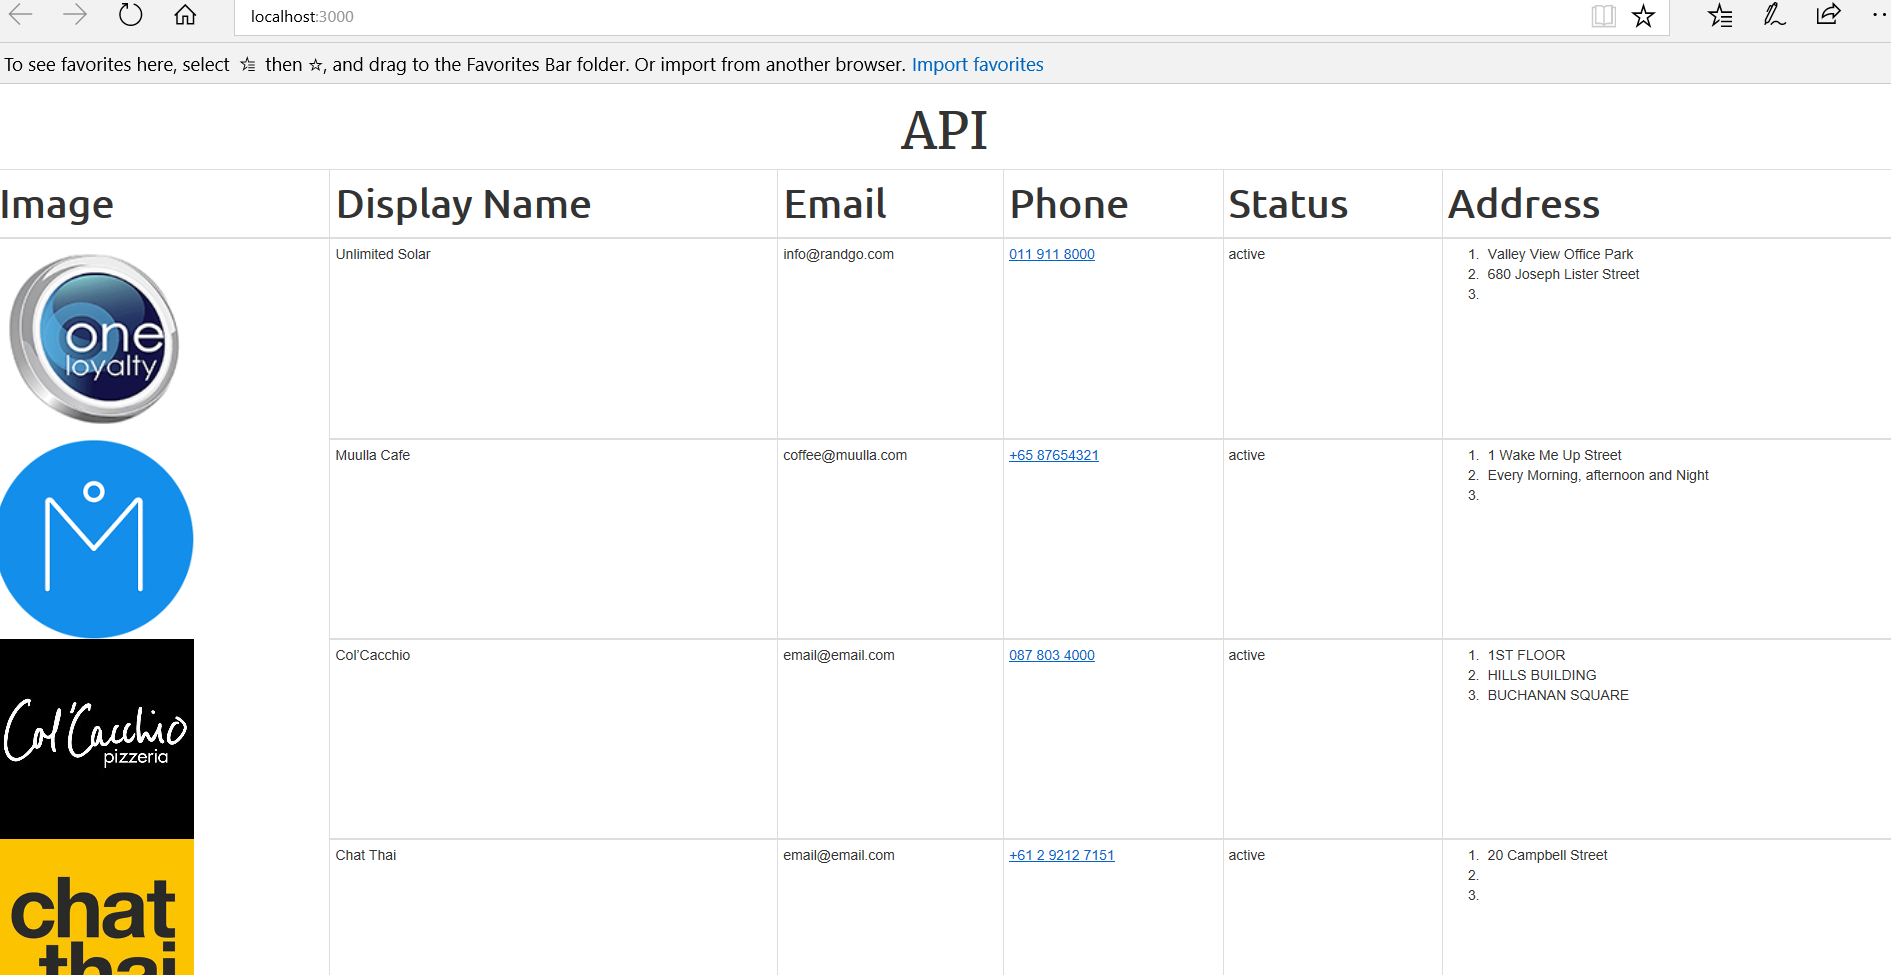 localhost:3000
To see favorites here, select then , and drag to the Favorites Bar folder. Or import from another browser. Import favorites
API
Image Display Name Email Phone Status Address
one
loyalty
Unlimited Solar info@randgo.com 011 911 8000 active
1. Valley View Office Park
2. 680 Joseph Lister Street
3.
M
Muulla Cafe coffee@muulla.com +65 87654321 active
1. 1 Wake Me Up Street
2. Every Morning, afternoon and Night
3.
Col'Cacchio
pizzeria
Col'Cacchio email@email.com 087 803 4000 active
1. 1ST FLOOR
2. HILLS BUILDING
3. BUCHANAN SQUARE
chat
thai
Chat Thai email@email.com +61 2 9212 7151 active
1. 20 Campbell Street
2.
3.